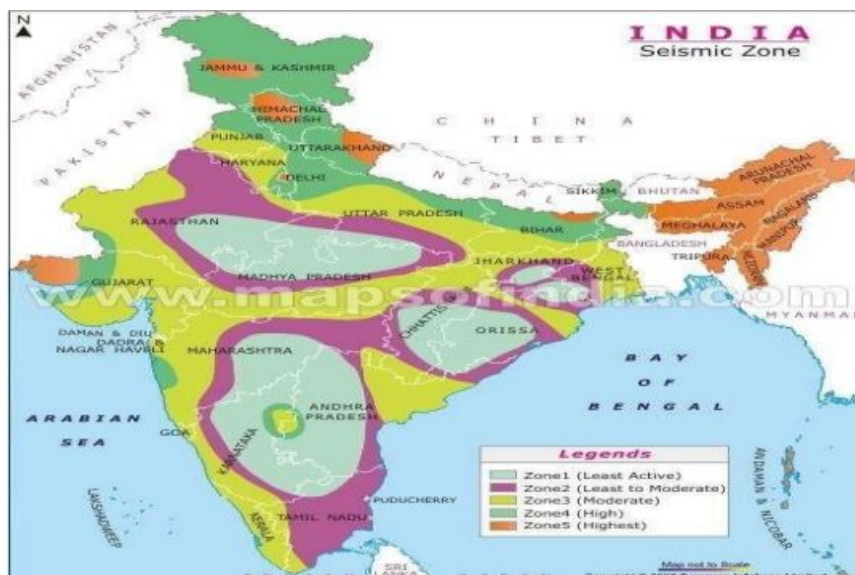 N
INDIA
Seismic Zone
AFGHANISTAN
JAMMU & KASHMIR
PAKISTAN
HIMACHAL
PRADESH
PUNJAB
UTTARAKHAND
HARYANA
DELHI
CHINA
TIBET
NEPAL
SIKKIM
BHUTAN
ARUNACHAL
PRADESH
ASSAM
NAGALAND
MEGHALAYA
MANIPUR
BANGLADESH
TRIPURA
MIZORAM
RAJASTHAN
UTTAR PRADESH
BIHAR
JHARKHAND
WEST
BENGAL
GUJARAT
MADHYA PRADESH
www.mapsofindia.com
MYANMAR
CHHATTISGARH
ORISSA
DAMAN & DIU
DADRA &
NAGAR HAVELI
MAHARASHTRA
BAY
OF
BENGAL
ARABIAN
SEA
GOA
ANDHRA
PRADESH
KARNATAKA
LAKSHADWEEP
KERALA
TAMIL NADU
PUDUCHERRY
SRI
LANKA
ANDAMAN & NICOBAR
Legends
Zone1 (Least Active)
Zone2 (Least to Moderate)
Zone3 (Moderate)
Zone4 (High)
Zone5 (Highest)
Map not to Scale